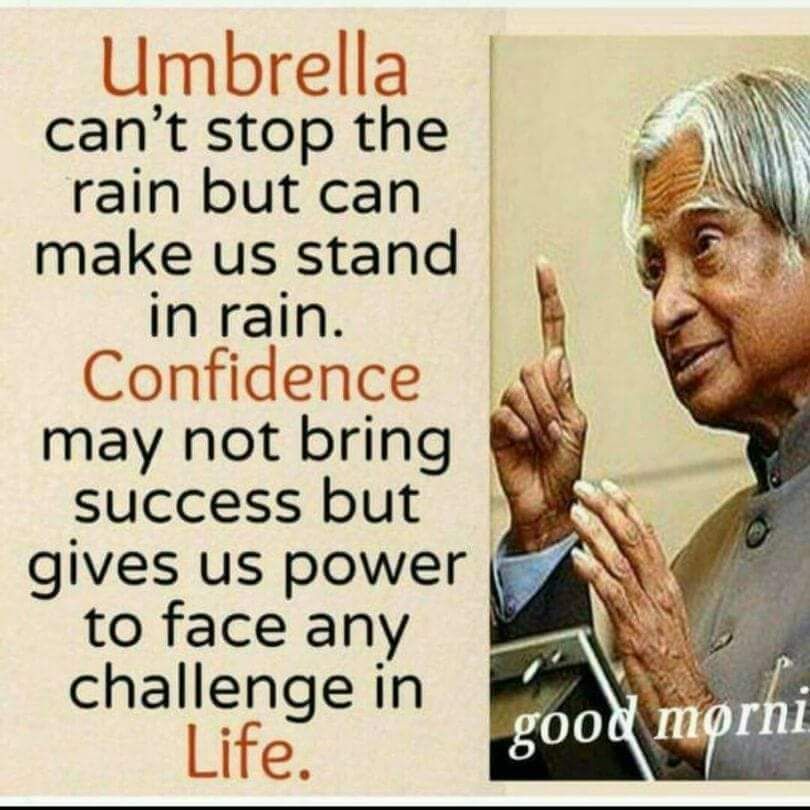 Umbrella
can't stop the
rain but can
make us stand
in rain.
Confidence
may not bring
success but
gives us power
to face any
challenge in
Life.
good morni